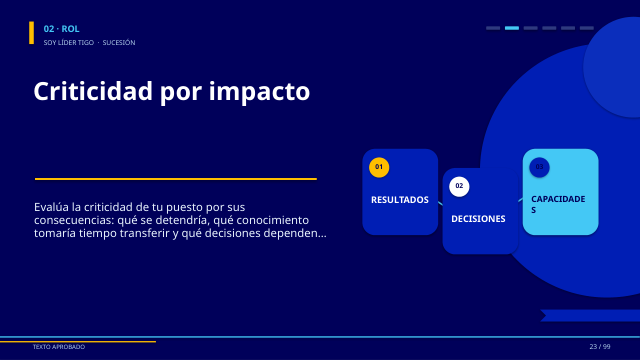 02 · ROL
SOY LÍDER TIGO · SUCESIÓN
Criticidad por impacto
Evalúa la criticidad de tu puesto por sus
consecuencias: qué se detendría, qué conocimiento
tomaría tiempo transferir y qué decisiones dependen...
01
RESULTADOS
02
DECISIONES
03
CAPACIDADE
S
TEXTO APROBADO
23 / 99